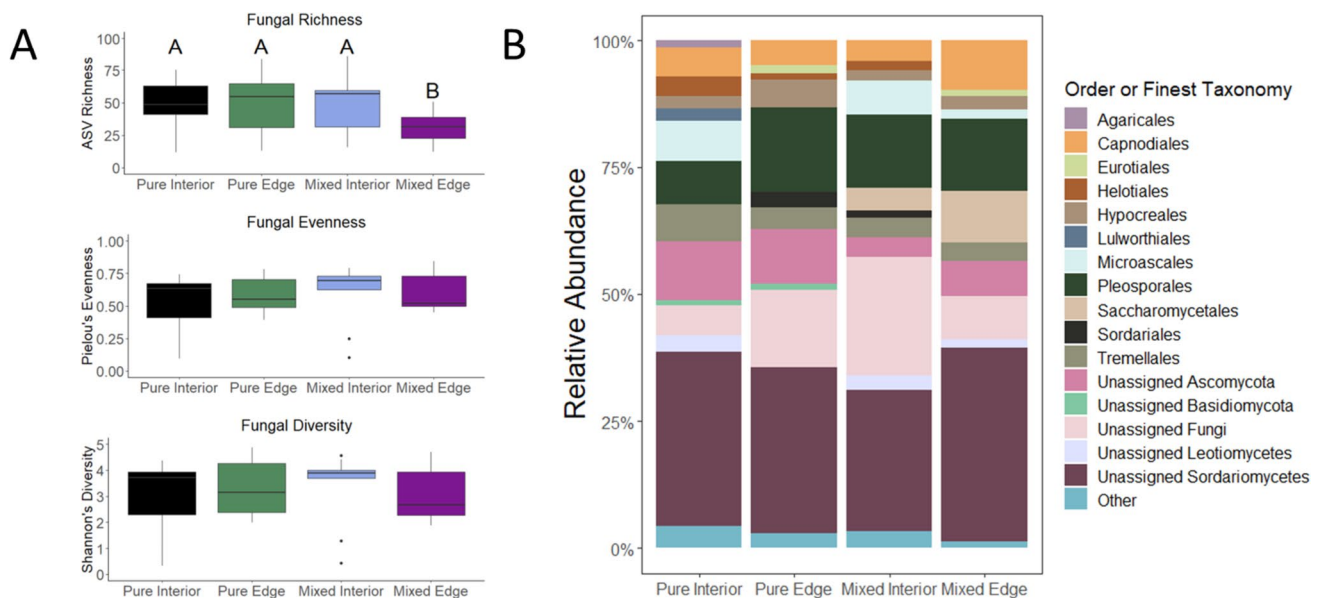 A
Fungal Richness
ASV Richness
100
75
50
25
0
A
A
A
B
Pure Interior
Pure Edge
Mixed Interior
Mixed Edge
Fungal Evenness
Pielou's Evenness
1.00
0.75
0.50
0.25
0.00
Pure Interior
Pure Edge
Mixed Interior
Mixed Edge
Fungal Diversity
Shannon's Diversity
5
4
3
2
1
0
Pure Interior
Pure Edge
Mixed Interior
Mixed Edge
B
Relative Abundance
100%
75%
50%
25%
0%
Pure Interior
Pure Edge
Mixed Interior
Mixed Edge
Order or Finest Taxonomy
Agaricales
Capnodiales
Eurotiales
Helotiales
Hypocreales
Lulworthiales
Microascales
Pleosporales
Saccharomycetales
Sordariales
Tremellales
Unassigned Ascomycota
Unassigned Basidiomycota
Unassigned Fungi
Unassigned Leotiomycetes
Unassigned Sordariomycetes
Other